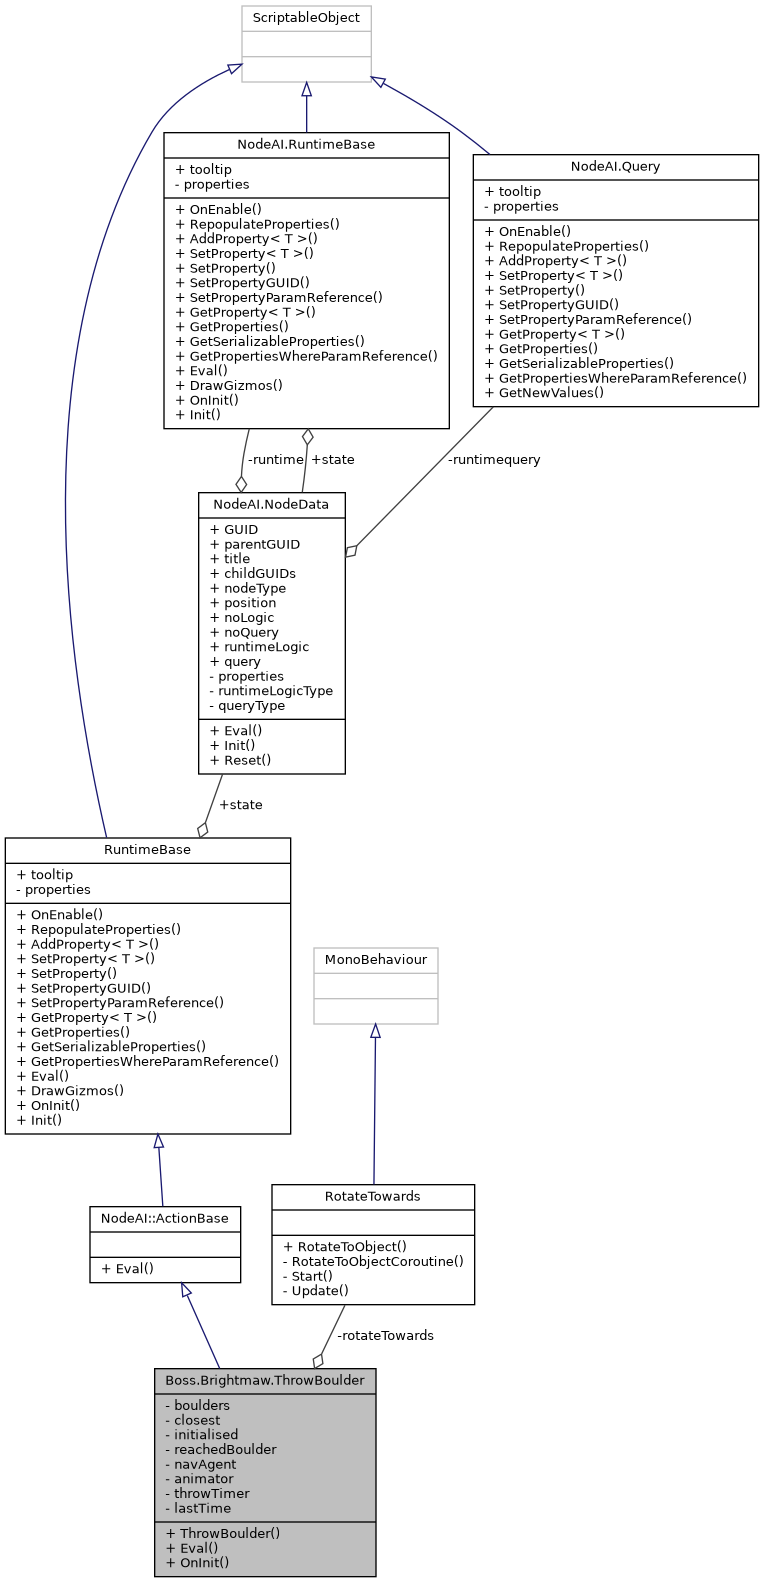 ScriptableObject
NodeAI.RuntimeBase
+ tooltip
- properties
+ OnEnable()
+ RepopulateProperties()
+ AddProperty< T >()
+ SetProperty< T >()
+ SetProperty()
+ SetPropertyGUID()
+ SetPropertyParamReference()
+ GetProperty< T >()
+ GetProperties()
+ GetSerializableProperties()
+ GetPropertiesWhereParamReference()
+ Eval()
+ DrawGizmos()
+ OnInit()
+ Init()
NodeAI.Query
+ tooltip
- properties
+ OnEnable()
+ RepopulateProperties()
+ AddProperty< T >()
+ SetProperty< T >()
+ SetProperty()
+ SetPropertyGUID()
+ SetPropertyParamReference()
+ GetProperty< T >()
+ GetProperties()
+ GetSerializableProperties()
+ GetPropertiesWhereParamReference()
+ GetNewValues()
-runtime
+state
-runtimequery
NodeAI.NodeData
+ GUID
+ parentGUID
+ title
+ childGUIDs
+ nodeType
+ position
+ noLogic
+ noQuery
+ runtimeLogic
+ query
- properties
- runtimeLogicType
- queryType
+ Eval()
+ Init()
+ Reset()
+state
RuntimeBase
+ tooltip
- properties
+ OnEnable()
+ RepopulateProperties()
+ AddProperty< T >()
+ SetProperty< T >()
+ SetProperty()
+ SetPropertyGUID()
+ SetPropertyParamReference()
+ GetProperty< T >()
+ GetProperties()
+ GetSerializableProperties()
+ GetPropertiesWhereParamReference()
+ Eval()
+ DrawGizmos()
+ OnInit()
+ Init()
MonoBehaviour
NodeAI::ActionBase
+ Eval()
RotateTowards
+ RotateToObject()
- RotateToObjectCoroutine()
- Start()
- Update()
-rotateTowards
Boss.Brightmaw.ThrowBoulder
- boulders
- closest
- initialised
- reachedBoulder
- navAgent
- animator
- throwTimer
- lastTime
+ ThrowBoulder()
+ Eval()
+ OnInit()